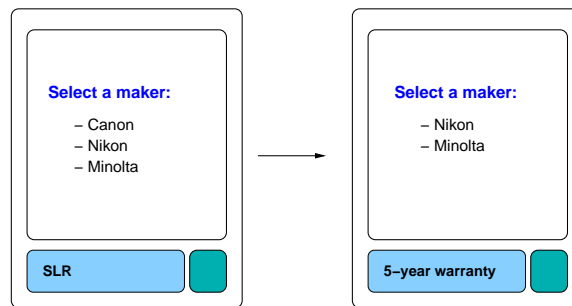 Select a maker:
– Canon
– Nikon
– Minolta
SLR
Select a maker:
– Nikon
– Minolta
5–year warranty